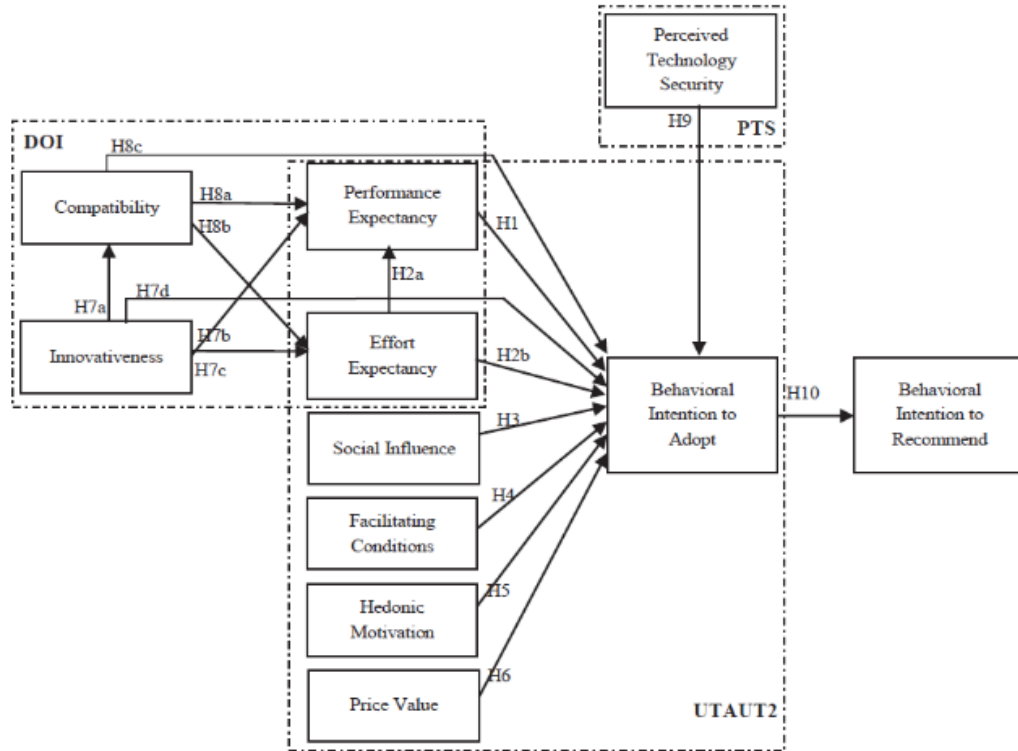 Perceived
Technology
Security
H9
PTS
DOI
H8c
Compatibility
H8a
H8b
Performance
Expectancy
H1
H2a
H7a
H7d
Innovativeness
H7b
H7c
Effort
Expectancy
H2b
Behavioral
Intention to
Adopt
H10
Behavioral
Intention to
Recommend
Social Influence
H3
Facilitating
Conditions
H4
Hedonic
Motivation
H5
Price Value
H6
UTAUT2